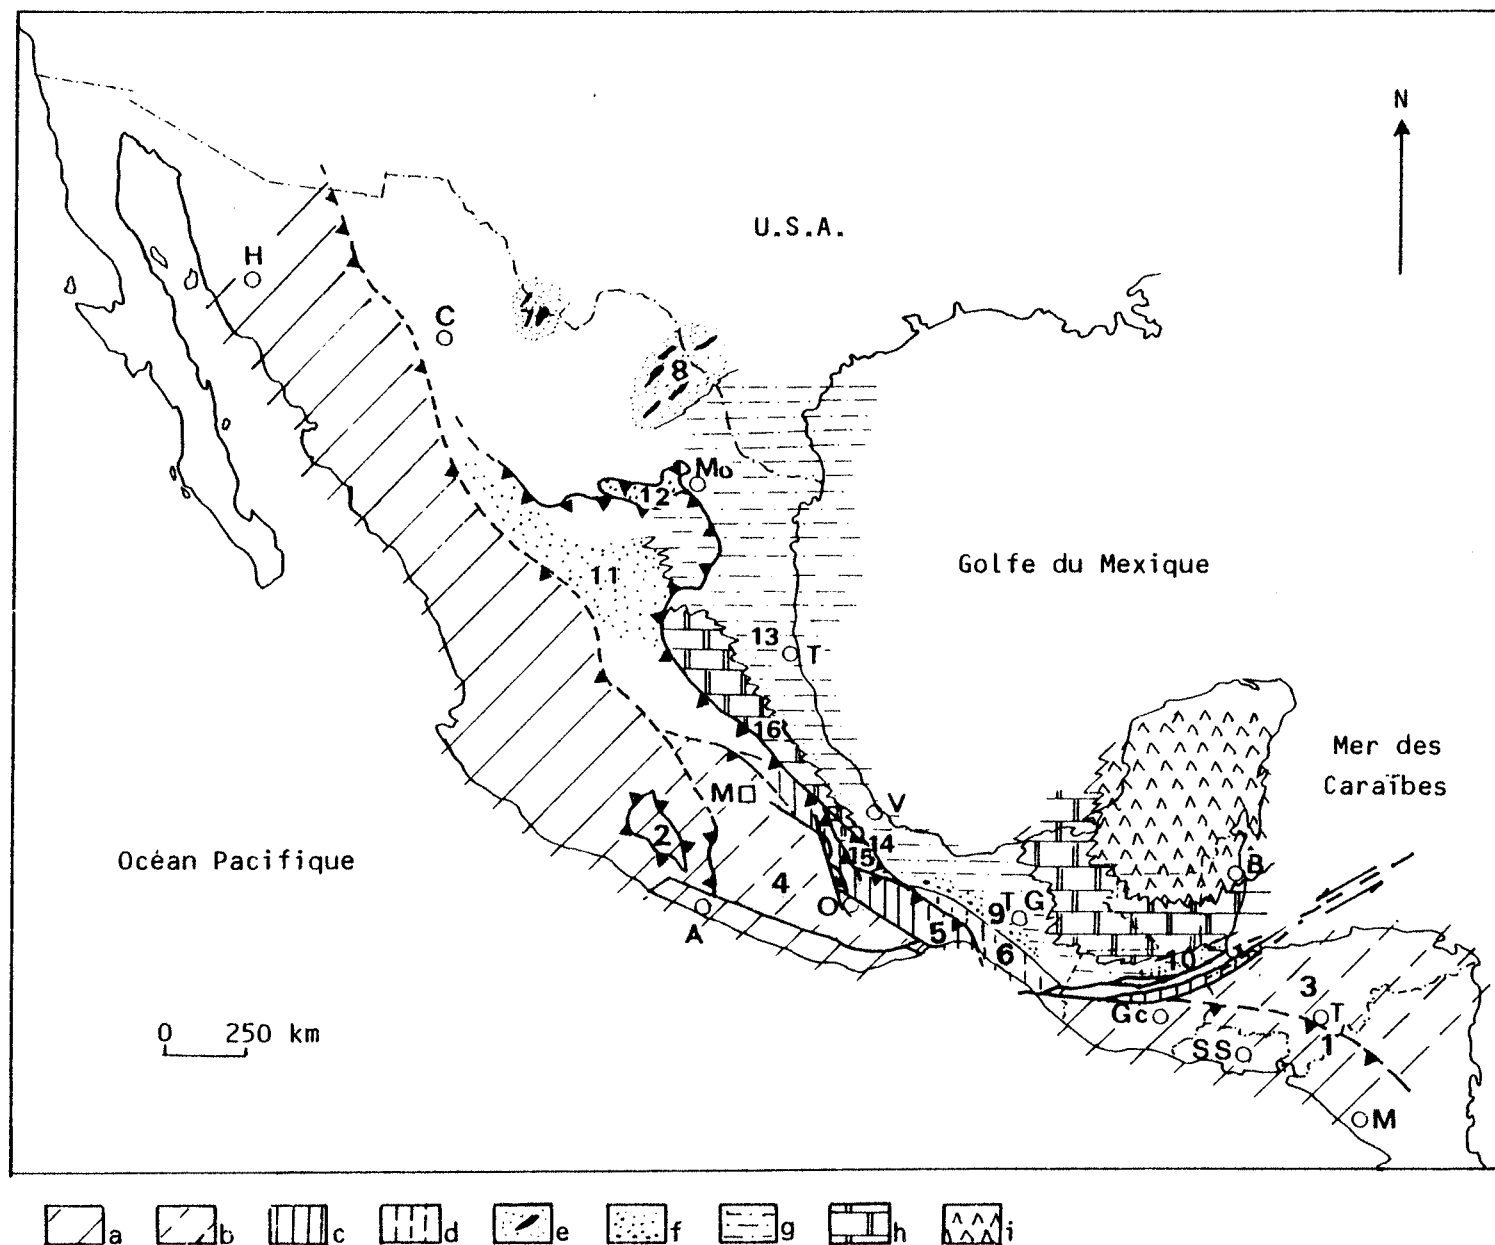 N
U.S.A.
H
C
7
8
Mo
12
Golfe du Mexique
11
13
T
16
Mer des
Caraïbes
M
V
2
14
15
Océan Pacifique
4
B
O
9
T G
A
5
6
10
3
Gc
T
1
SS
0 250 km
M
a b c d e f g h i